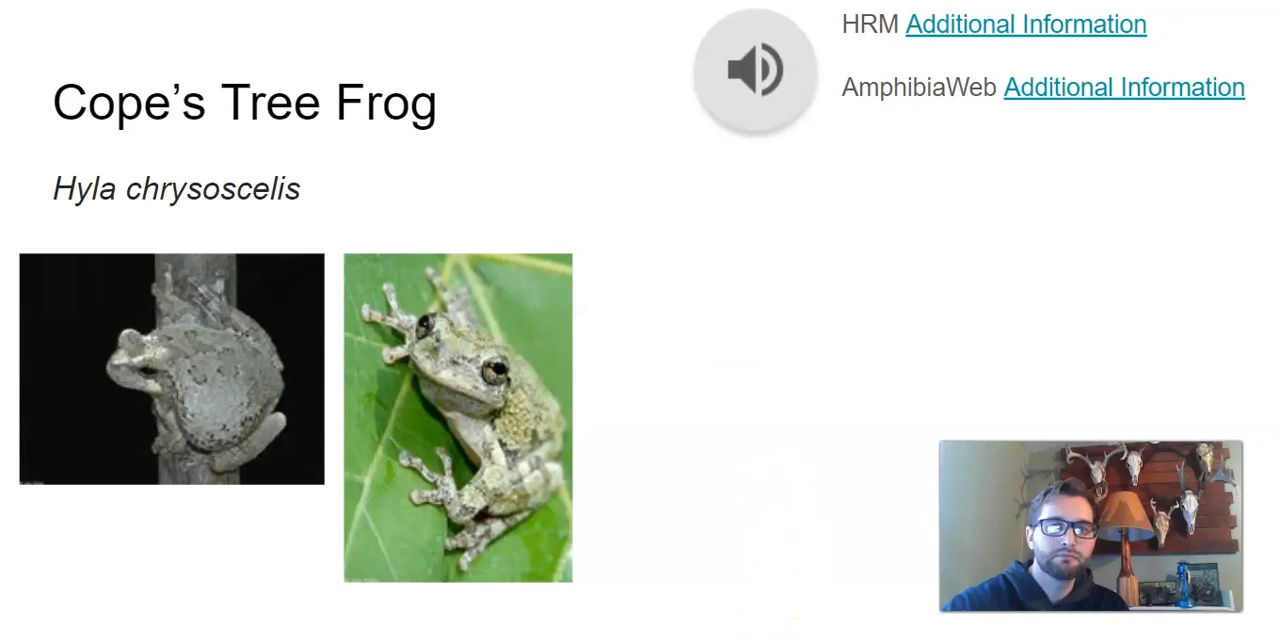 HRM Additional Information
AmphibiaWeb Additional Information
Cope’s Tree Frog
Hyla chrysoscelis